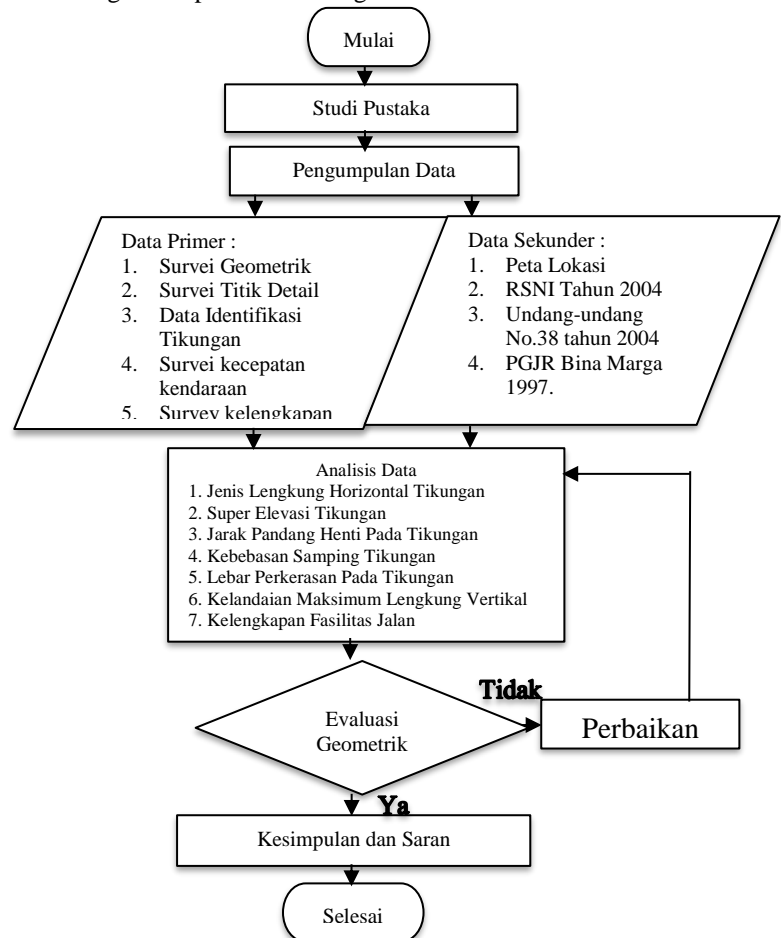 Mulai
Studi Pustaka
Pengumpulan Data
Data Primer :
1. Survei Geometrik
2. Survei Titik Detail
3. Data Identifikasi
Tikungan
4. Survei kecepatan
kendaraan
5. Survey kelengkapan
Data Sekunder :
1. Peta Lokasi
2. RSNI Tahun 2004
3. Undang-undang
No.38 tahun 2004
4. PGJR Bina Marga
1997.
Analisis Data
1. Jenis Lengkung Horizontal Tikungan
2. Super Elevasi Tikungan
3. Jarak Pandang Henti Pada Tikungan
4. Kebebasan Samping Tikungan
5. Lebar Perkerasan Pada Tikungan
6. Kelandaian Maksimum Lengkung Vertikal
7. Kelengkapan Fasilitas Jalan
Evaluasi
Geometrik
Tidak
Perbaikan
Ya
Kesimpulan dan Saran
Selesai